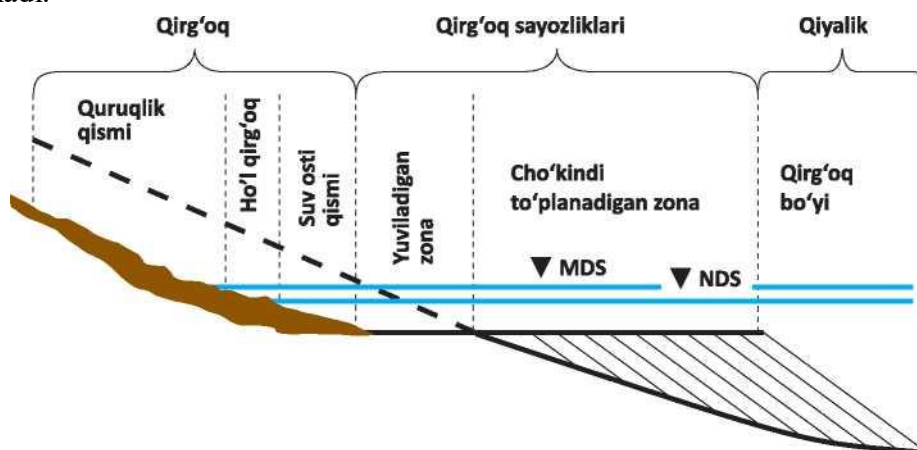 Qirg‘oq
Qirg‘oq sayozliklari
Qiyalik
Quruqlik
qismi
Ho‘l qirg‘oq
Suv osti
qismi
Yuviladigan
zona
Cho‘kindi
to‘planadigan zona
Qirg‘oq
bo‘yi
MDS
NDS